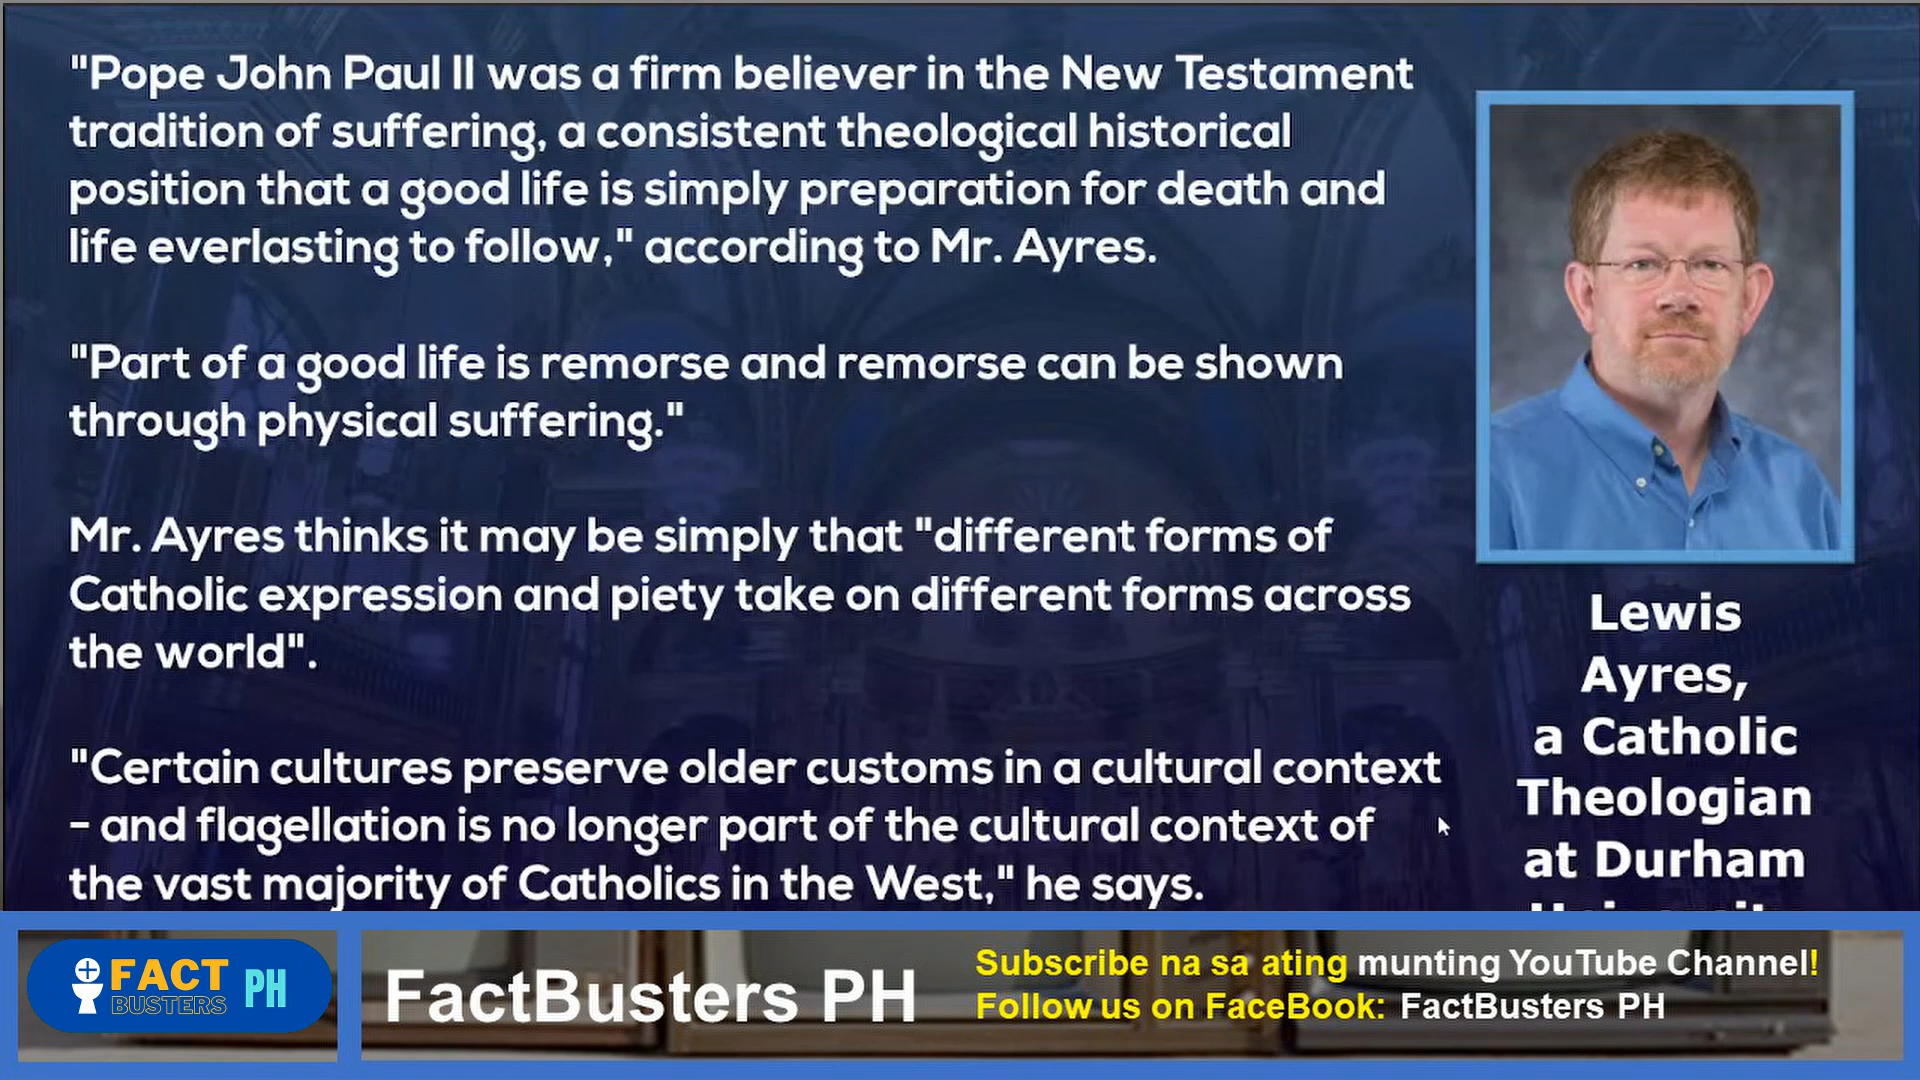 "Pope John Paul II was a firm believer in the New Testament
tradition of suffering, a consistent theological historical
position that a good life is simply preparation for death and
life everlasting to follow," according to Mr. Ayres.
"Part of a good life is remorse and remorse can be shown
through physical suffering."
Mr. Ayres thinks it may be simply that "different forms of
Catholic expression and piety take on different forms across
the world".
"Certain cultures preserve older customs in a cultural context
- and flagellation is no longer part of the cultural context of
the vast majority of Catholics in the West," he says.
Lewis
Ayres,
a Catholic
Theologian
at Durham
FACT
BUSTERS
PH
FactBusters PH
Subscribe na sa ating munting YouTube Channel!
Follow us on FaceBook: FactBusters PH